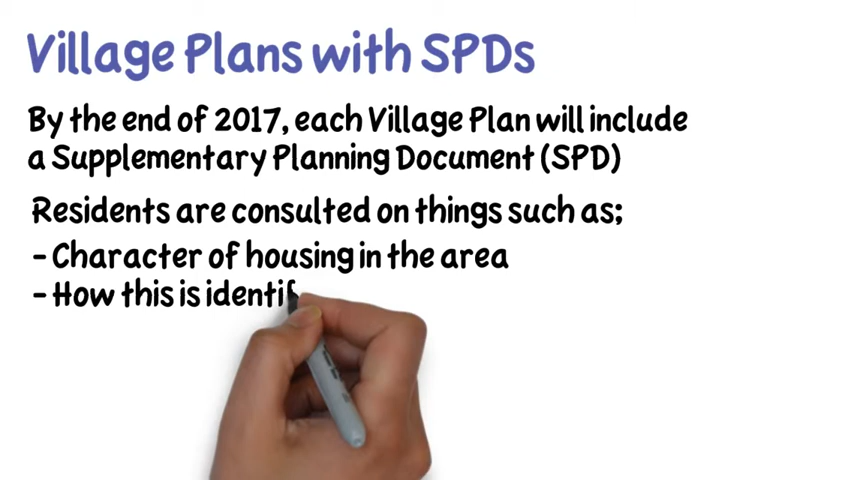 Village Plans with SPDs
By the end of 2017, each Village Plan will include
a Supplementary Planning Document (SPD)
Residents are consulted on things such as;
- Character of housing in the area
- How this is